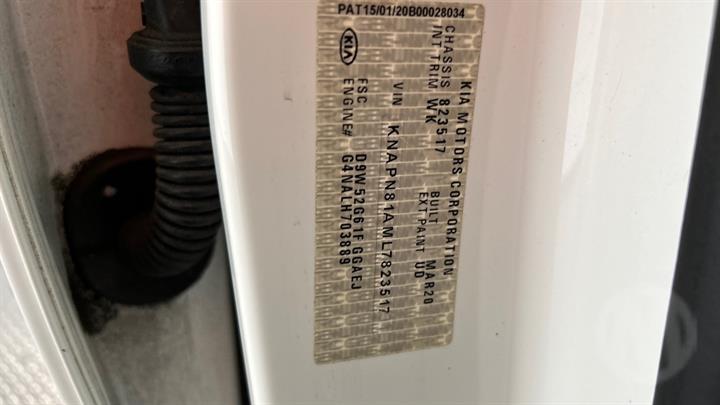 PAT15/01/20B00028034
KIA
KIA MOTORS CORPORATION
CHASSIS 823517 BUILT MAR20
INT TRIM WK EXT.PAINT UD
VIN KNAPN81AML7823517
FSC D9W52G61F GGAEJ
ENGINE# G4NALH703889